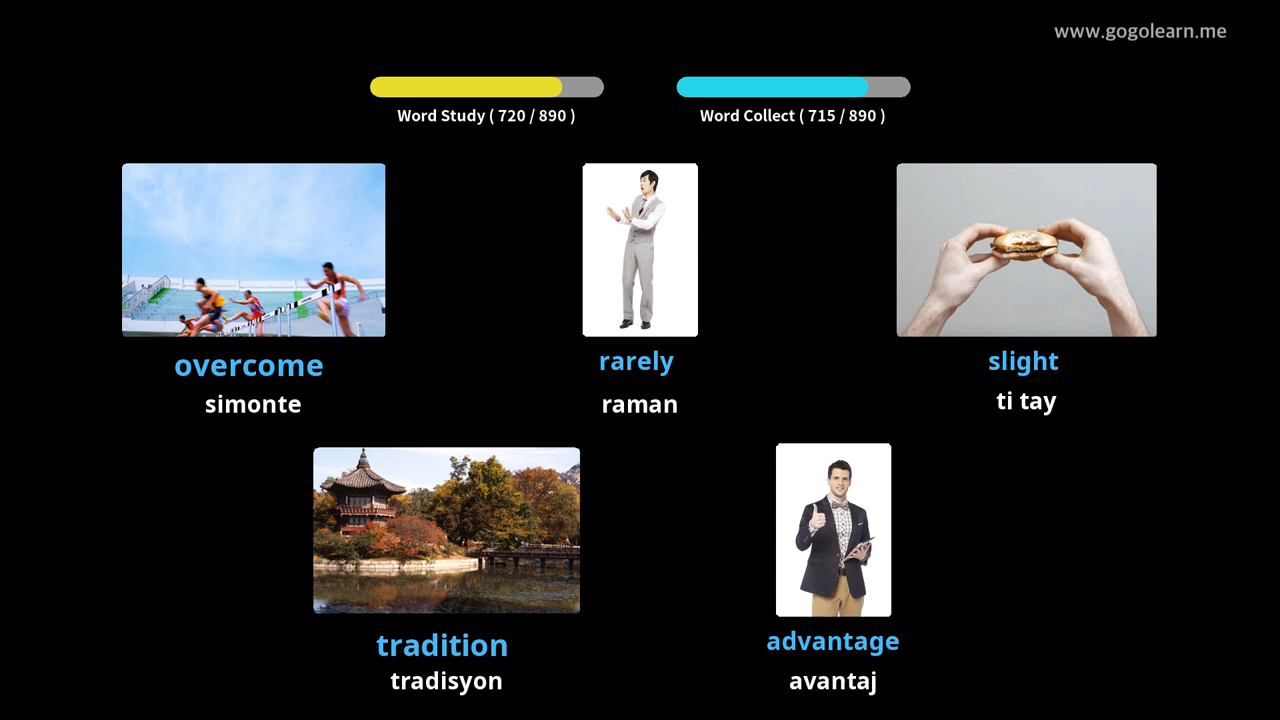 www.gogolearn.me
Word Study ( 720 / 890 )
Word Collect ( 715 / 890 )
overcome
simonte
rarely
raman
slight
ti tay
tradition
tradisyon
advantage
avantaj